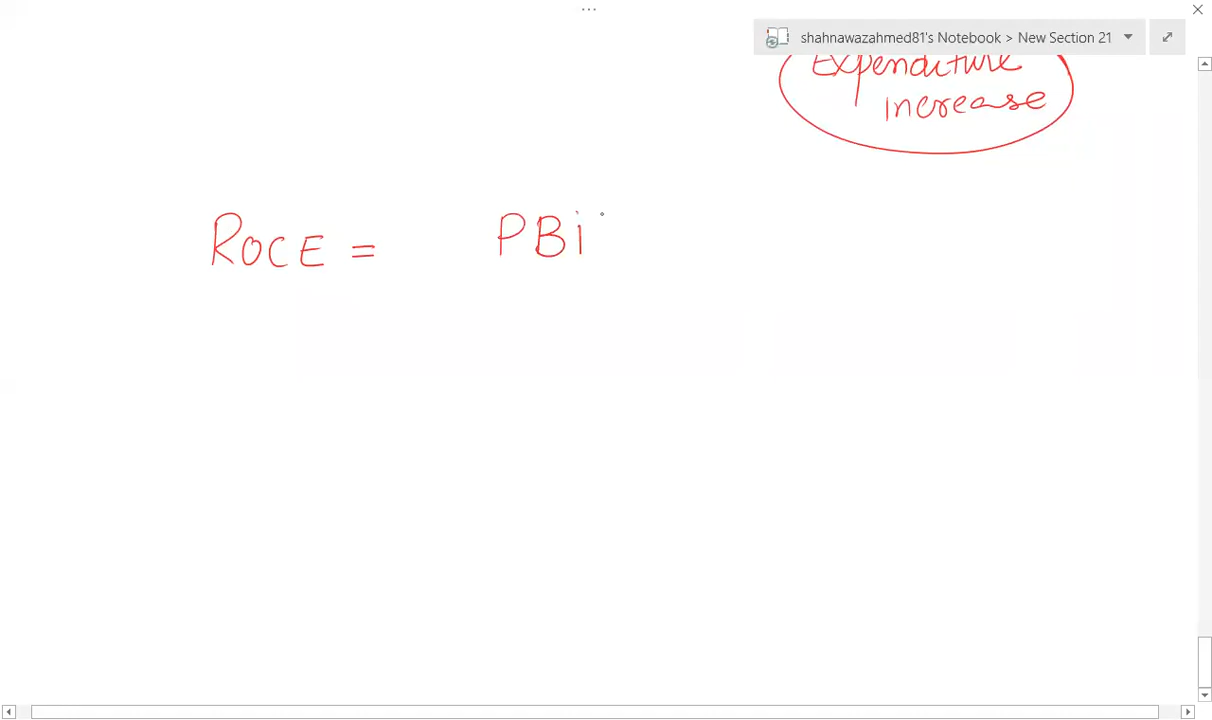 ...
shahnawazahmed81's Notebook > New Section 21
Expenditure
increase
ROCE = PBi